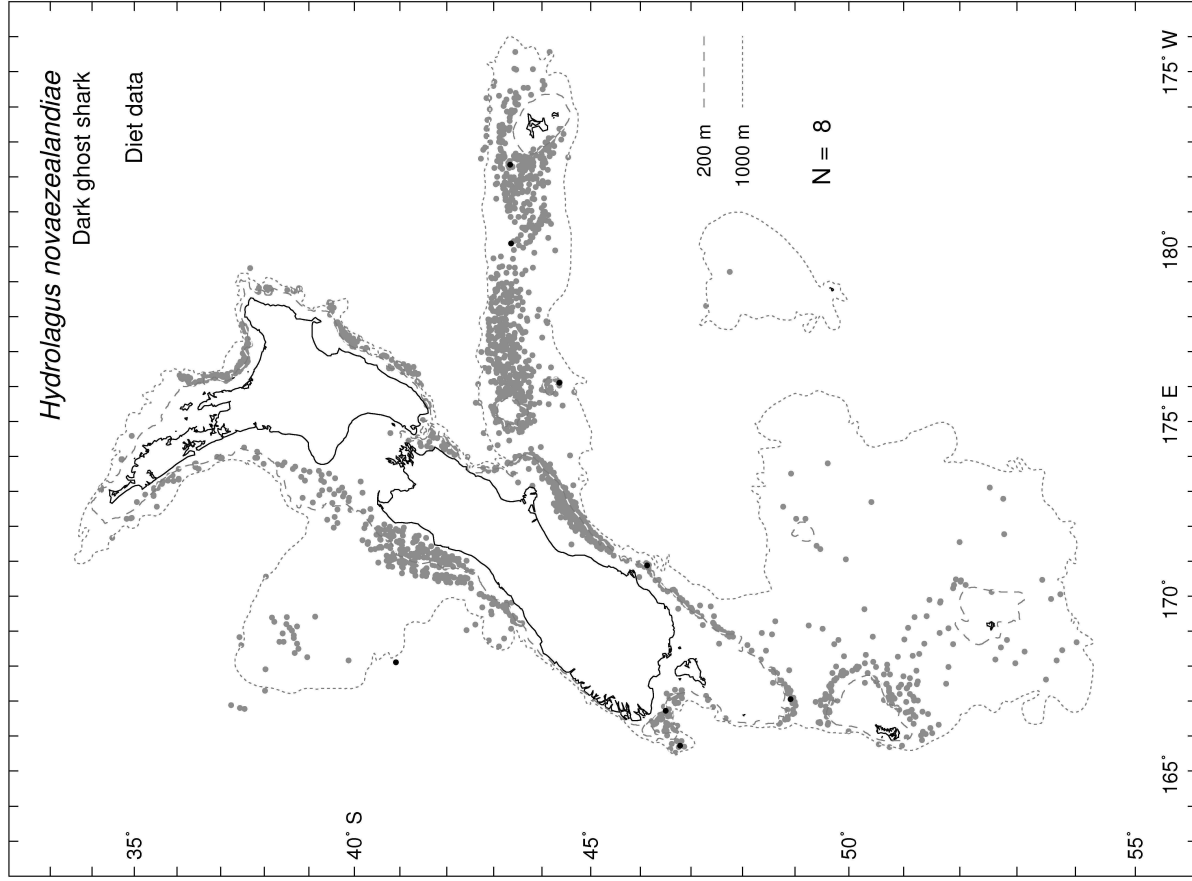 Hydrolagus novaezealandiae
Dark ghost shark
Diet data
200 m
1000 m
N = 8
35°
40° S
45°
50°
55°
165°
170°
175° E
180°
175° W